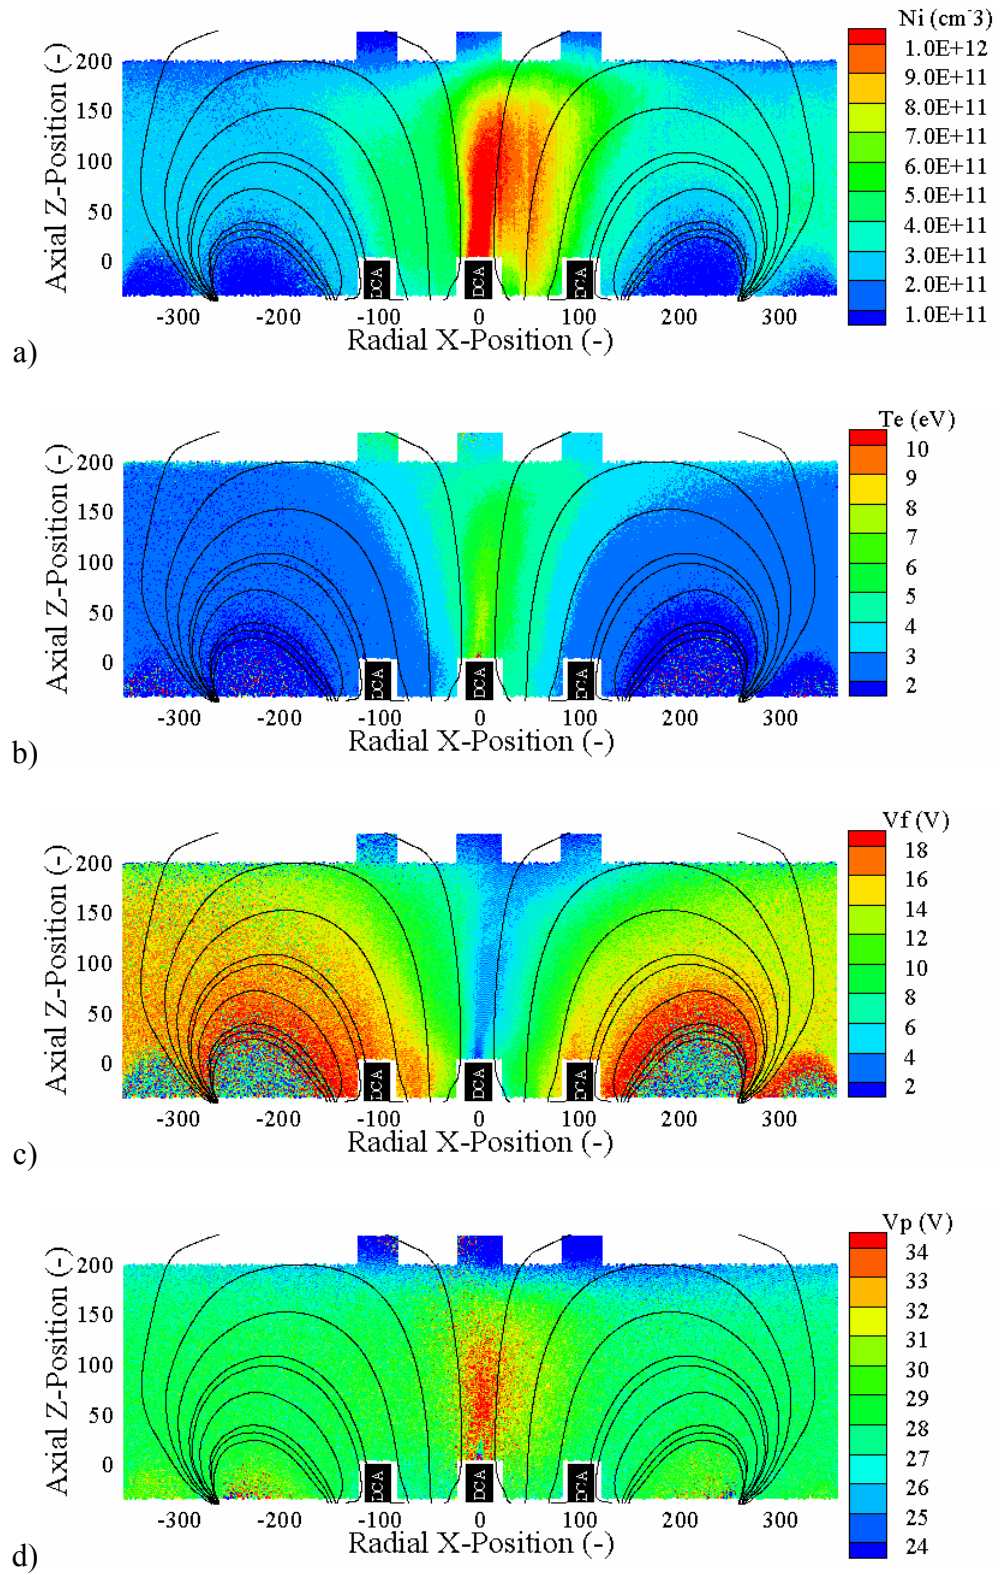 Ni (cm-3)
1.0E+12
9.0E+11
8.0E+11
7.0E+11
6.0E+11
5.0E+11
4.0E+11
3.0E+11
2.0E+11
1.0E+11
Axial Z-Position (-)
200
150
100
50
0
DCA DCA DCA
-300 -200 -100 0 100 200 300
Radial X-Position (-)
a)
Te (eV)
10
9
8
7
6
5
4
3
2
Axial Z-Position (-)
200
150
100
50
0
DCA DCA DCA
-300 -200 -100 0 100 200 300
Radial X-Position (-)
b)
Vf (V)
18
16
14
12
10
8
6
4
2
Axial Z-Position (-)
200
150
100
50
0
DCA DCA DCA
-300 -200 -100 0 100 200 300
Radial X-Position (-)
c)
Vp (V)
34
33
32
31
30
29
28
27
26
25
24
Axial Z-Position (-)
200
150
100
50
0
DCA DCA DCA
-300 -200 -100 0 100 200 300
Radial X-Position (-)
d)